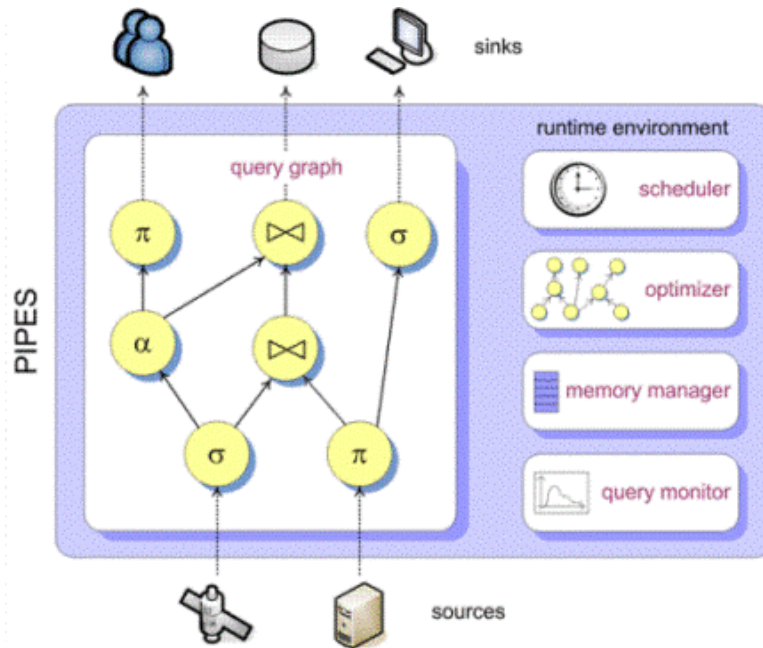 sinks
runtime environment
query graph
scheduler
π
⋈
σ
optimizer
PIPES
α
⋈
memory manager
σ
π
query monitor
sources